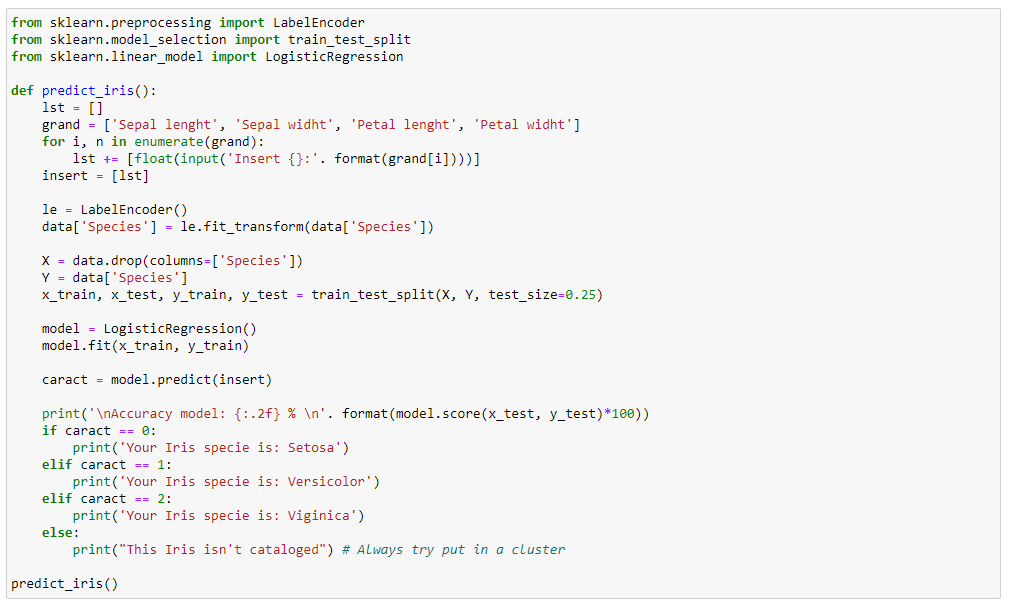 from sklearn.preprocessing import LabelEncoder
from sklearn.model_selection import train_test_split
from sklearn.linear_model import LogisticRegression

def predict_iris():
    lst = []
    grand = ['Sepal lenght', 'Sepal widht', 'Petal lenght', 'Petal widht']
    for i, n in enumerate(grand):
        lst += [float(input('Insert {}:'. format(grand[i])))]
    insert = [lst]

    le = LabelEncoder()
    data['Species'] = le.fit_transform(data['Species'])

    X = data.drop(columns=['Species'])
    Y = data['Species']
    x_train, x_test, y_train, y_test = train_test_split(X, Y, test_size=0.25)

    model = LogisticRegression()
    model.fit(x_train, y_train)

    caract = model.predict(insert)

    print('\nAccuracy model: {:.2f} % \n'. format(model.score(x_test, y_test)*100))
    if caract == 0:
        print('Your Iris specie is: Setosa')
    elif caract == 1:
        print('Your Iris specie is: Versicolor')
    elif caract == 2:
        print('Your Iris specie is: Viginica')
    else:
        print("This Iris isn't cataloged") # Always try put in a cluster

predict_iris()